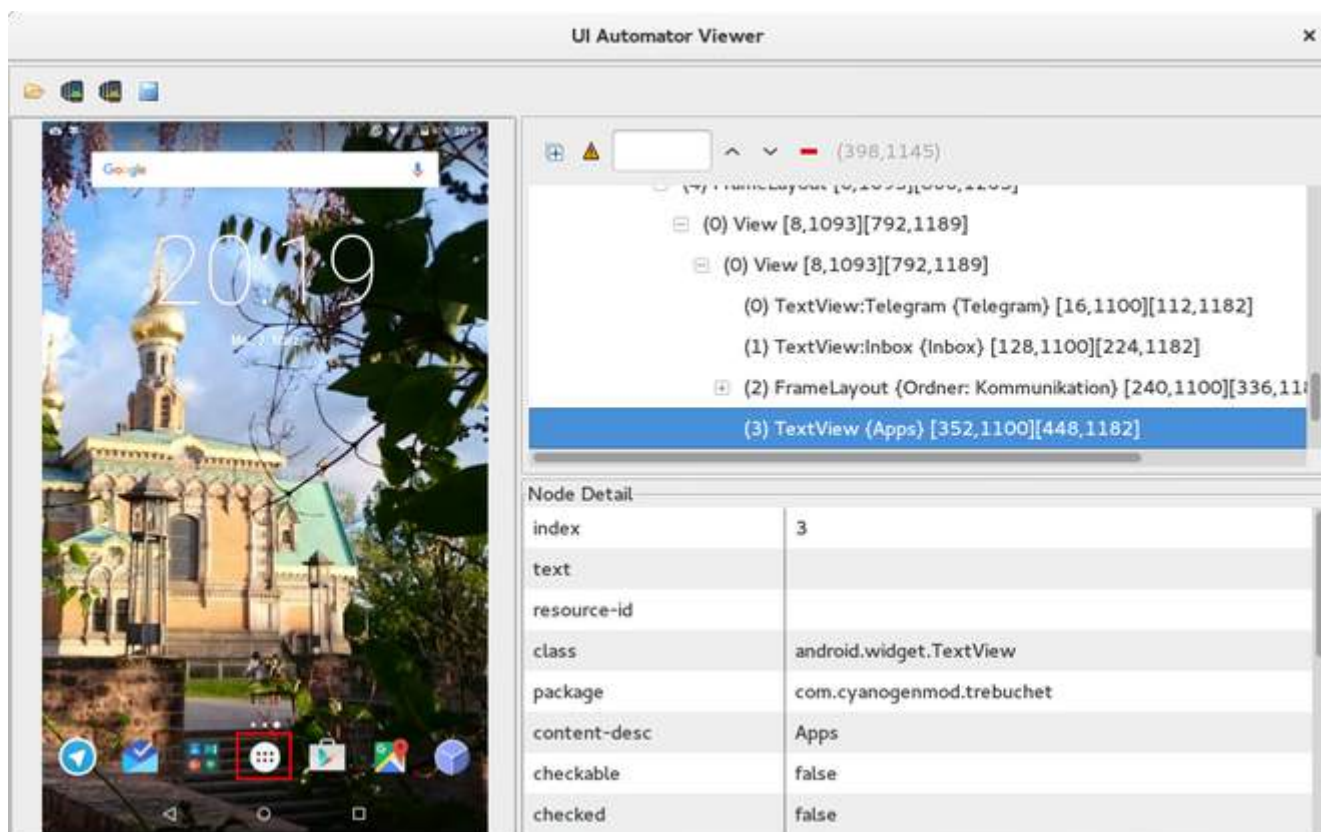 UI Automator Viewer
Google
20:19
(398,1145)
(0) View [8,1093][792,1189]
(0) View [8,1093][792,1189]
(0) TextView:Telegram {Telegram} [16,1100][112,1182]
(1) TextView:Inbox {Inbox} [128,1100][224,1182]
(2) FrameLayout {Ordner: Kommunikation} [240,1100][336,118
(3) TextView {Apps} [352,1100][448,1182]
Node Detail
index 3
text
resource-id
class android.widget.TextView
package com.cyanogenmod.trebuchet
content-desc Apps
checkable false
checked false